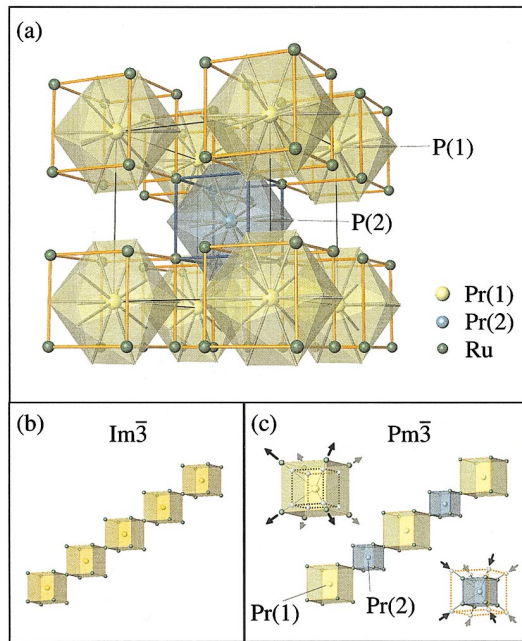 (a)
P(1)
P(2)
Pr(1)
Pr(2)
Ru
(b)
Im3̅
(c)
Pm3̅
Pr(1)
Pr(2)